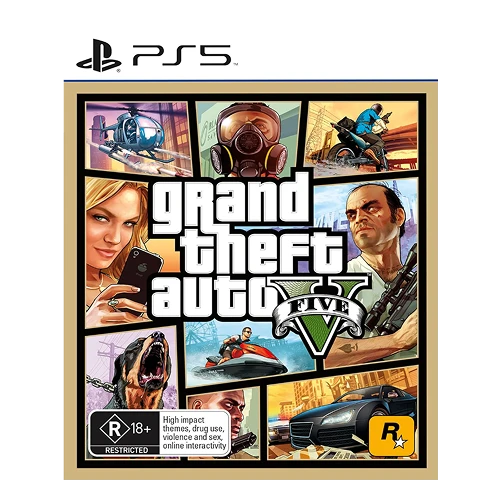 PS5
grand
theft
auto
V
FIVE
R 18+
RESTRICTED
High impact
themes, drug use,
violence and sex,
online interactivity
R